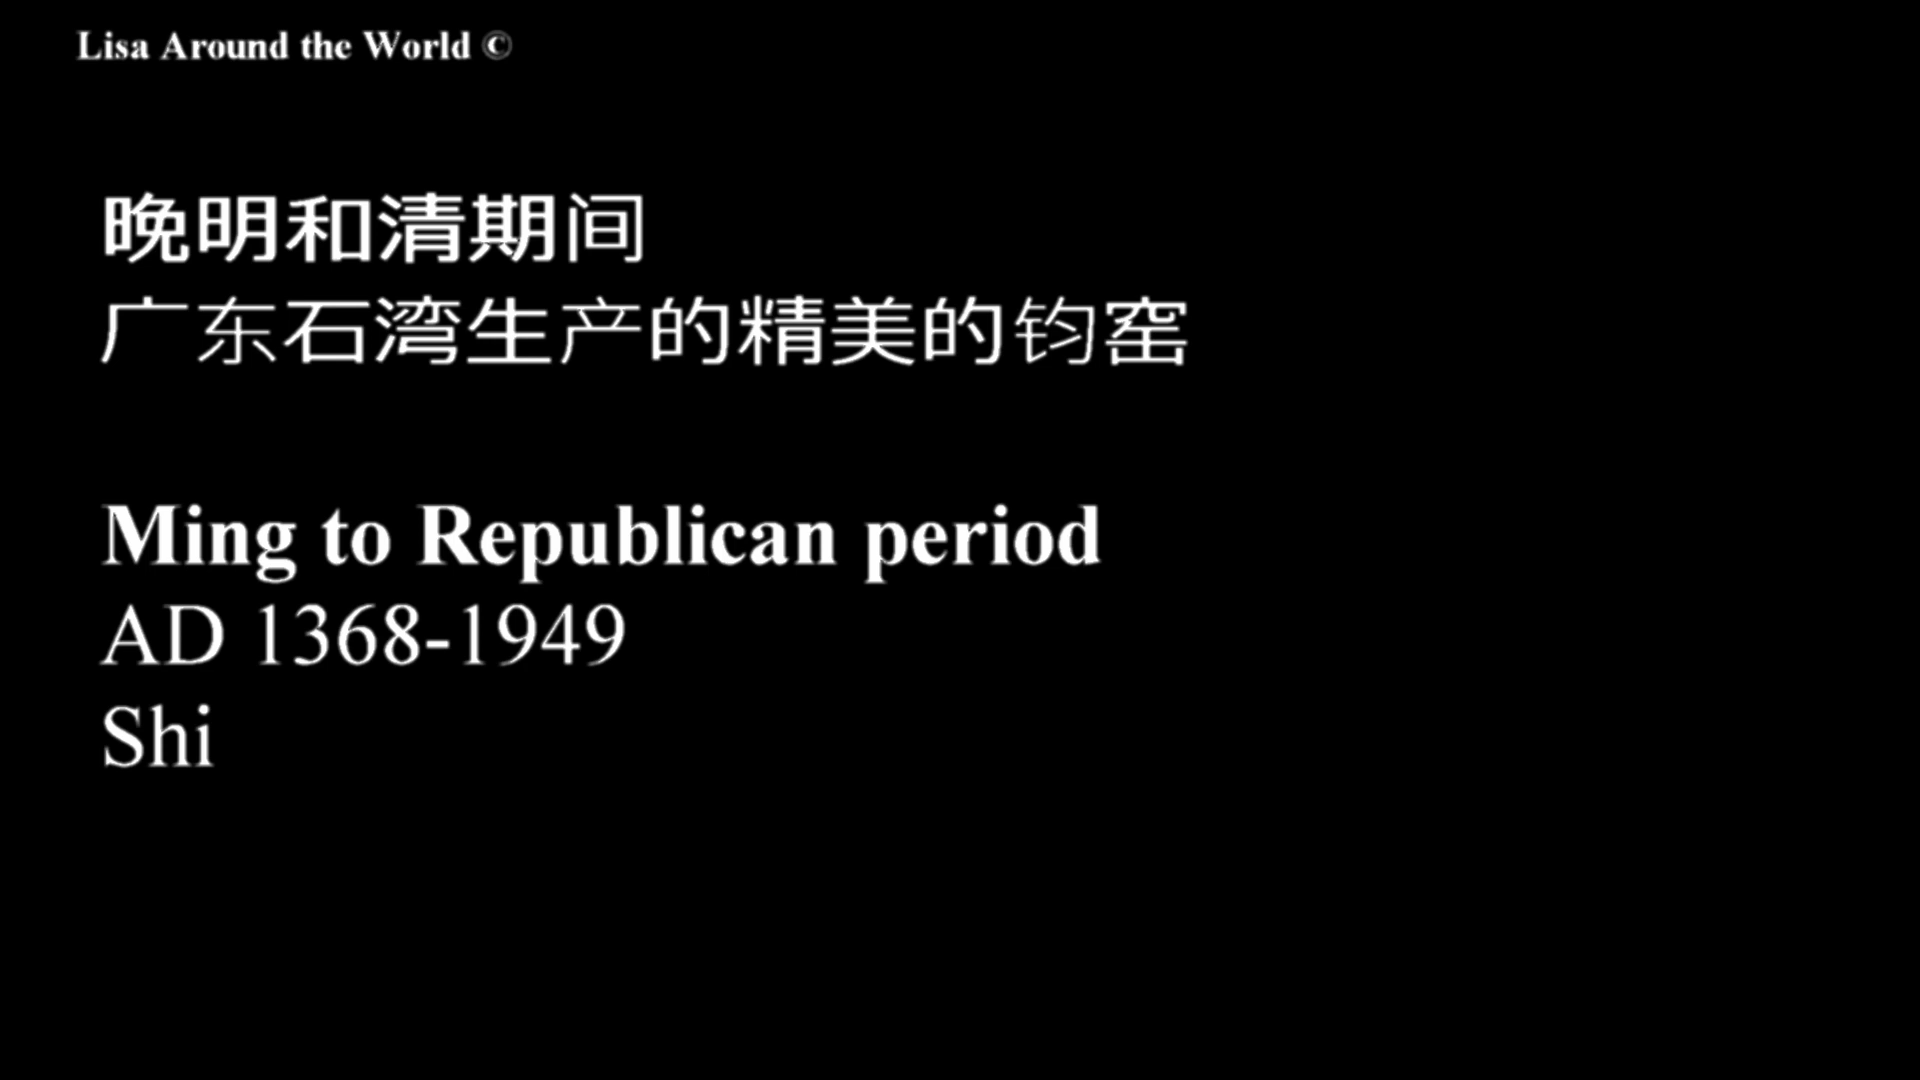 Lisa Around the World ©
晚明和清期间
广东石湾生产的精美的钧窑
Ming to Republican period
AD 1368-1949
Shi